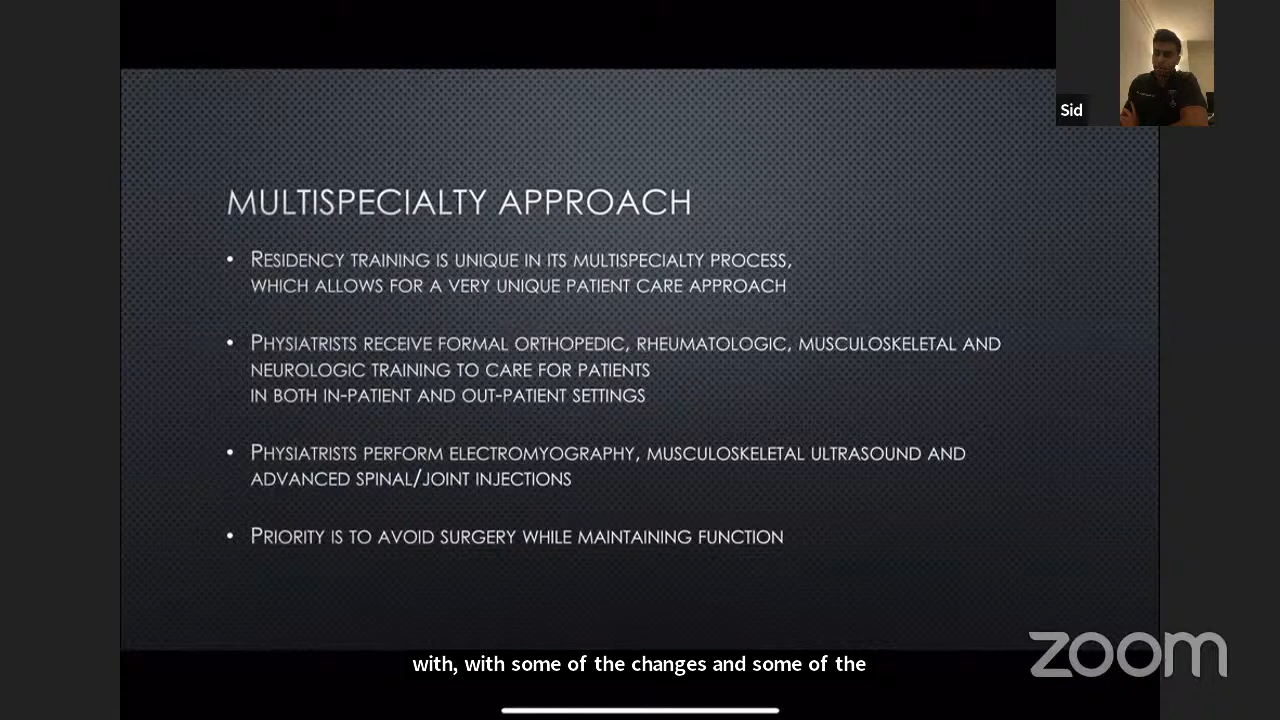 Sid
MULTISPECIALTY APPROACH
• RESIDENCY TRAINING IS UNIQUE IN ITS MULTISPECIALTY PROCESS,
WHICH ALLOWS FOR A VERY UNIQUE PATIENT CARE APPROACH
• PHYSIATRISTS RECEIVE FORMAL ORTHOPEDIC, RHEUMATOLOGIC, MUSCULOSKELETAL AND
NEUROLOGIC TRAINING TO CARE FOR PATIENTS
IN BOTH IN-PATIENT AND OUT-PATIENT SETTINGS
• PHYSIATRISTS PERFORM ELECTROMYOGRAPHY, MUSCULOSKELETAL ULTRASOUND AND
ADVANCED SPINAL/JOINT INJECTIONS
• PRIORITY IS TO AVOID SURGERY WHILE MAINTAINING FUNCTION
zoom
with, with some of the changes and some of the